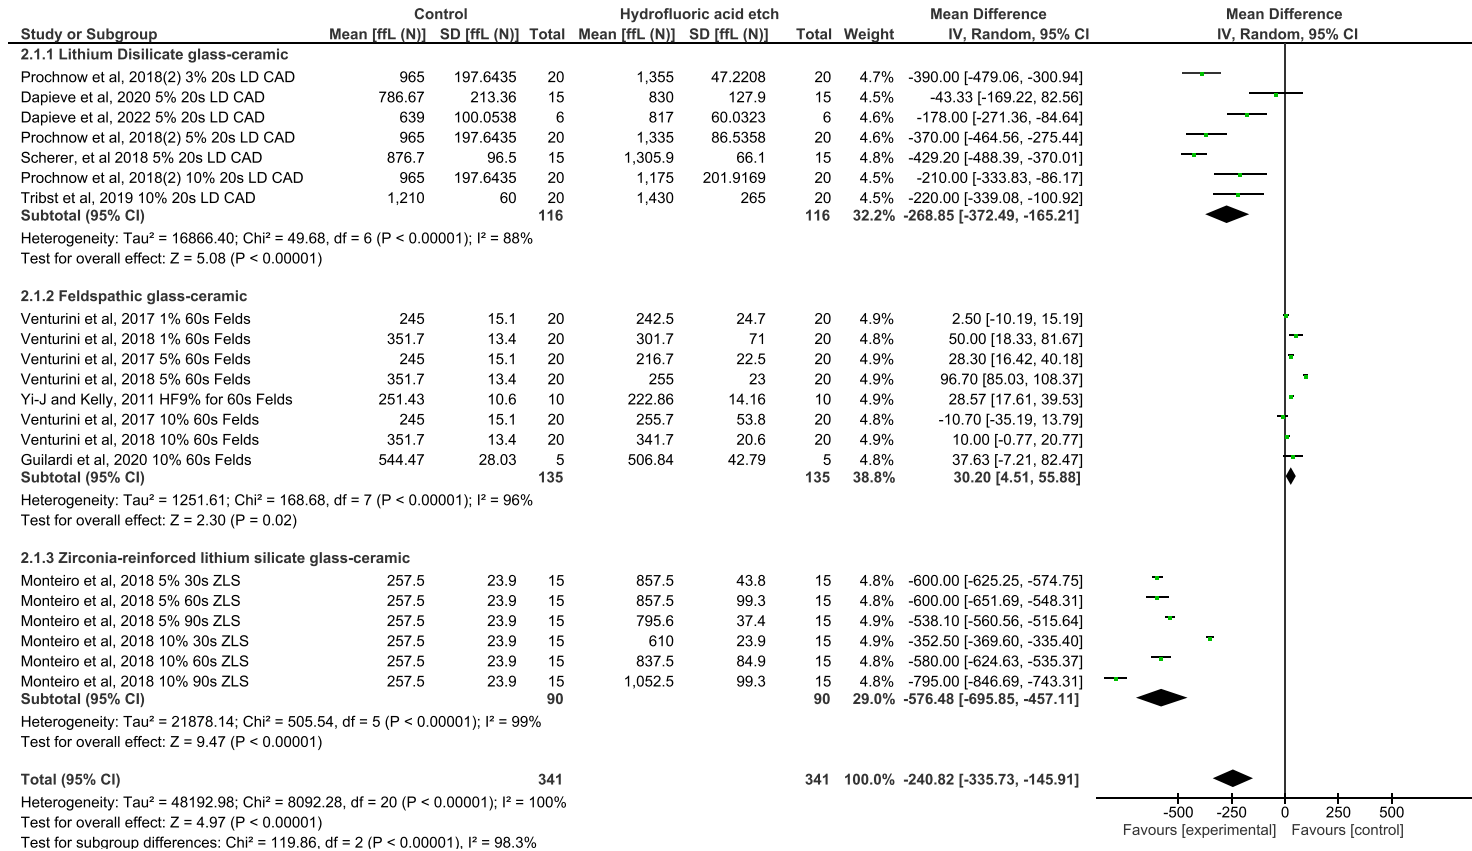 Control Hydrofluoric acid etch Mean Difference Mean Difference
Study or Subgroup Mean [ffL (N)] SD [ffL (N)] Total Mean [ffL (N)] SD [ffL (N)] Total Weight IV, Random, 95% CI IV, Random, 95% CI
2.1.1 Lithium Disilicate glass-ceramic
Prochnow et al, 2018(2) 3% 20s LD CAD 965 197.6435 20 1,355 47.2208 20 4.7% -390.00 [-479.06, -300.94]
Dapieve et al, 2020 5% 20s LD CAD 786.67 213.36 15 830 127.9 15 4.5% -43.33 [-169.22, 82.56]
Dapieve et al, 2022 5% 20s LD CAD 639 100.0538 6 817 60.0323 6 4.6% -178.00 [-271.36, -84.64]
Prochnow et al, 2018(2) 5% 20s LD CAD 965 197.6435 20 1,335 86.5358 20 4.6% -370.00 [-464.56, -275.44]
Scherer, et al 2018 5% 20s LD CAD 876.7 96.5 15 1,305.9 66.1 15 4.8% -429.20 [-488.39, -370.01]
Prochnow et al, 2018(2) 10% 20s LD CAD 965 197.6435 20 1,175 201.9169 20 4.5% -210.00 [-333.83, -86.17]
Tribst et al, 2019 10% 20s LD CAD 1,210 60 20 1,430 265 20 4.5% -220.00 [-339.08, -100.92]
Subtotal (95% CI) 116 116 32.2% -268.85 [-372.49, -165.21]
Heterogeneity: Tau² = 16866.40; Chi² = 49.68, df = 6 (P < 0.00001); I² = 88%
Test for overall effect: Z = 5.08 (P < 0.00001)
2.1.2 Feldspathic glass-ceramic
Venturini et al, 2017 1% 60s Felds 245 15.1 20 242.5 24.7 20 4.9% 2.50 [-10.19, 15.19]
Venturini et al, 2018 1% 60s Felds 351.7 13.4 20 301.7 71 20 4.8% 50.00 [18.33, 81.67]
Venturini et al, 2017 5% 60s Felds 245 15.1 20 216.7 22.5 20 4.9% 28.30 [16.42, 40.18]
Venturini et al, 2018 5% 60s Felds 351.7 13.4 20 255 23 20 4.9% 96.70 [85.03, 108.37]
Yi-J and Kelly, 2011 HF9% for 60s Felds 251.43 10.6 10 222.86 14.16 10 4.9% 28.57 [17.61, 39.53]
Venturini et al, 2017 10% 60s Felds 245 15.1 20 255.7 53.8 20 4.8% -10.70 [-35.19, 13.79]
Venturini et al, 2018 10% 60s Felds 351.7 13.4 20 341.7 20.6 20 4.9% 10.00 [-0.77, 20.77]
Guilardi et al, 2020 10% 60s Felds 544.47 28.03 5 506.84 42.79 5 4.8% 37.63 [-7.21, 82.47]
Subtotal (95% CI) 135 135 38.8% 30.20 [4.51, 55.88]
Heterogeneity: Tau² = 1251.61; Chi² = 168.68, df = 7 (P < 0.00001); I² = 96%
Test for overall effect: Z = 2.30 (P = 0.02)
2.1.3 Zirconia-reinforced lithium silicate glass-ceramic
Monteiro et al, 2018 5% 30s ZLS 257.5 23.9 15 857.5 43.8 15 4.8% -600.00 [-625.25, -574.75]
Monteiro et al, 2018 5% 60s ZLS 257.5 23.9 15 857.5 99.3 15 4.8% -600.00 [-651.69, -548.31]
Monteiro et al, 2018 5% 90s ZLS 257.5 23.9 15 795.6 37.4 15 4.9% -538.10 [-560.56, -515.64]
Monteiro et al, 2018 10% 30s ZLS 257.5 23.9 15 610 23.9 15 4.9% -352.50 [-369.60, -335.40]
Monteiro et al, 2018 10% 60s ZLS 257.5 23.9 15 837.5 84.9 15 4.8% -580.00 [-624.63, -535.37]
Monteiro et al, 2018 10% 90s ZLS 257.5 23.9 15 1,052.5 99.3 15 4.8% -795.00 [-846.69, -743.31]
Subtotal (95% CI) 90 90 29.0% -576.48 [-695.85, -457.11]
Heterogeneity: Tau² = 21878.14; Chi² = 505.54, df = 5 (P < 0.00001); I² = 99%
Test for overall effect: Z = 9.47 (P < 0.00001)
Total (95% CI) 341 341 100.0% -240.82 [-335.73, -145.91]
Heterogeneity: Tau² = 48192.98; Chi² = 8092.28, df = 20 (P < 0.00001); I² = 100%
Test for overall effect: Z = 4.97 (P < 0.00001)
Test for subgroup differences: Chi² = 119.86, df = 2 (P < 0.00001), I² = 98.3%
-500 -250 0 250 500
Favours [experimental] Favours [control]